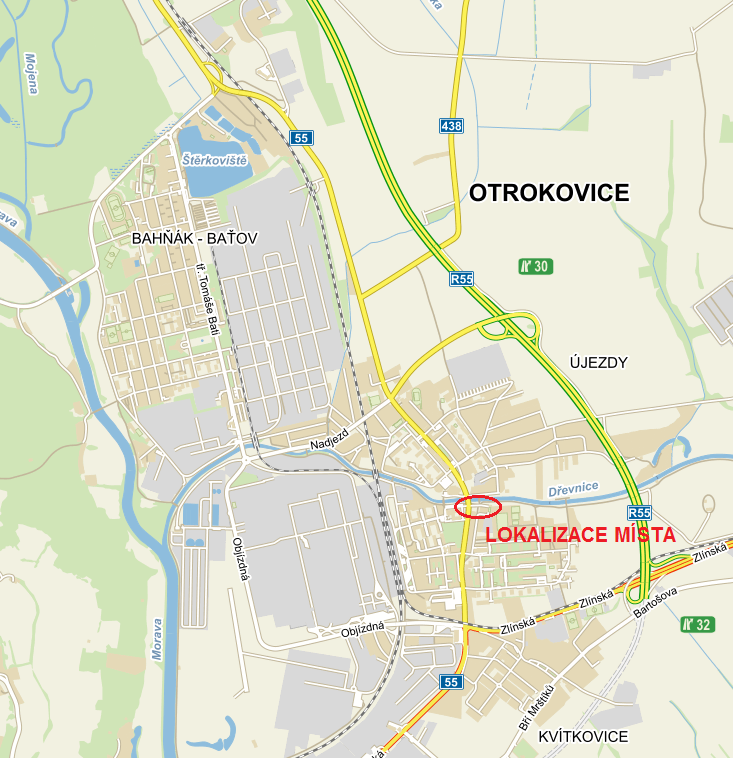 Mojena
55
438
Štěrkoviště
OTROKOVICE
BAHŇÁK - BAŤOV
R55
30
tř. Tomáše Bati
ÚJEZDY
Nadjezd
Dřevnice
R55
LOKALIZACE MÍSTA
Objízdná
Zlínská
Zlínská
Zlínská
Bartošova
Objízdná
32
Morava
55
Bří Mrštíků
KVÍTKOVICE